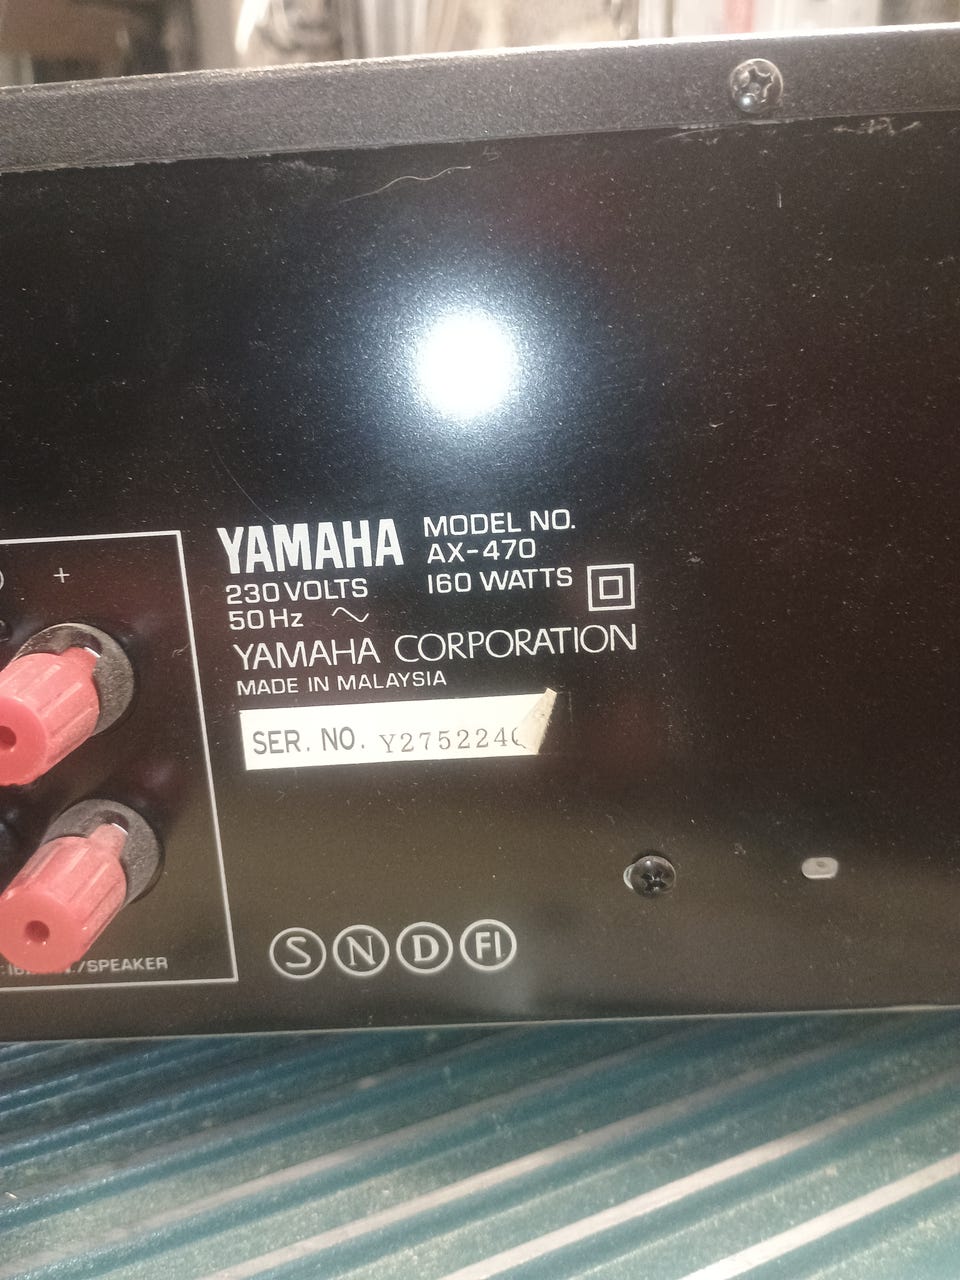 +
YAMAHA
MODEL NO.
AX-470
160 WATTS
230 VOLTS
50 Hz ~
YAMAHA CORPORATION
MADE IN MALAYSIA
SER. NO. Y275224
S N D FI
/SPEAKER